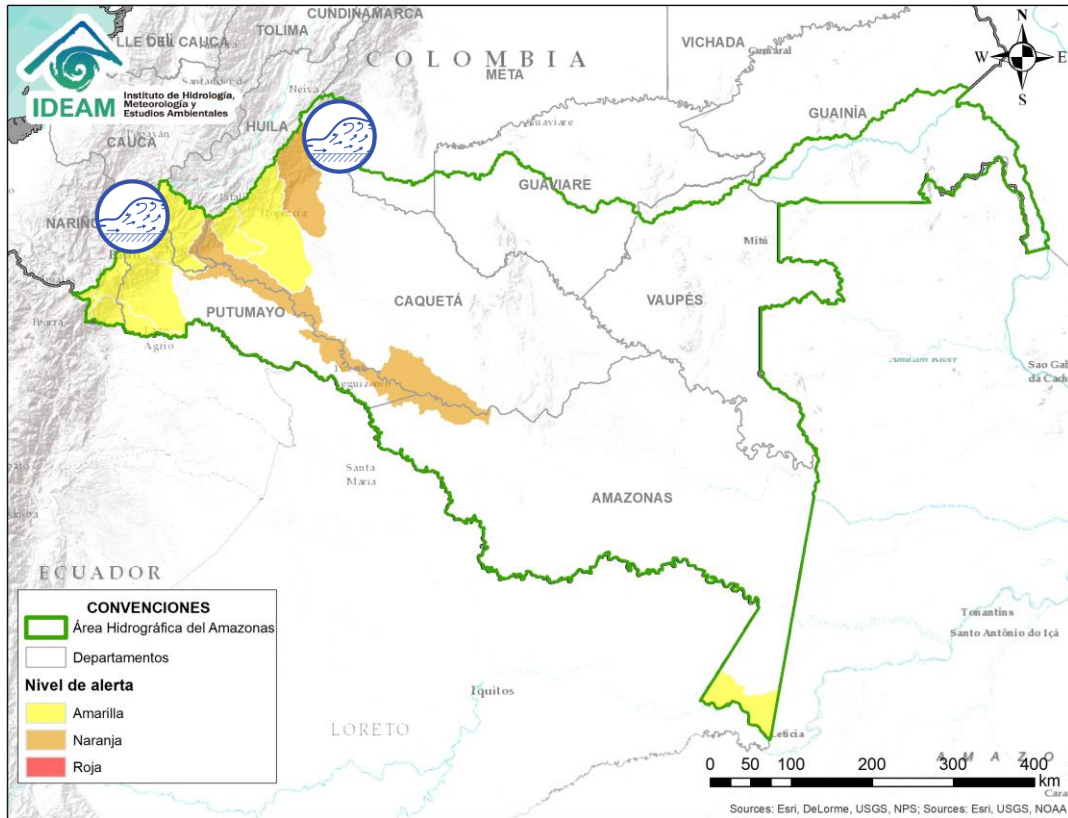 CUNDINAMARCA
LLE DEL CAUCA
TOLIMA
COLOMBIA
VICHADA
META
N
W
E
S
IDEAM
Instituto de Hidrología,
Meteorología y
Estudios Ambientales
Neiva
HUILA
CAUCA
GUAINÍA
GUAVIARE
NARIÑO
Mitú
VAUPÉS
CAQUETÁ
PUTUMAYO
Agrio
Santa
Maria
AMAZONAS
ECUADOR
Tonantins
Santo Antônio do Içá
Iquitos
LORETO
CONVENCIONES
Área Hidrográfica del Amazonas
Departamentos
Nivel de alerta
Amarilla
Naranja
Roja
A M A Z O
0 50 100 200 300 400
km
Sources: Esri, DeLorme, USGS, NPS; Sources: Esri, USGS, NOAA